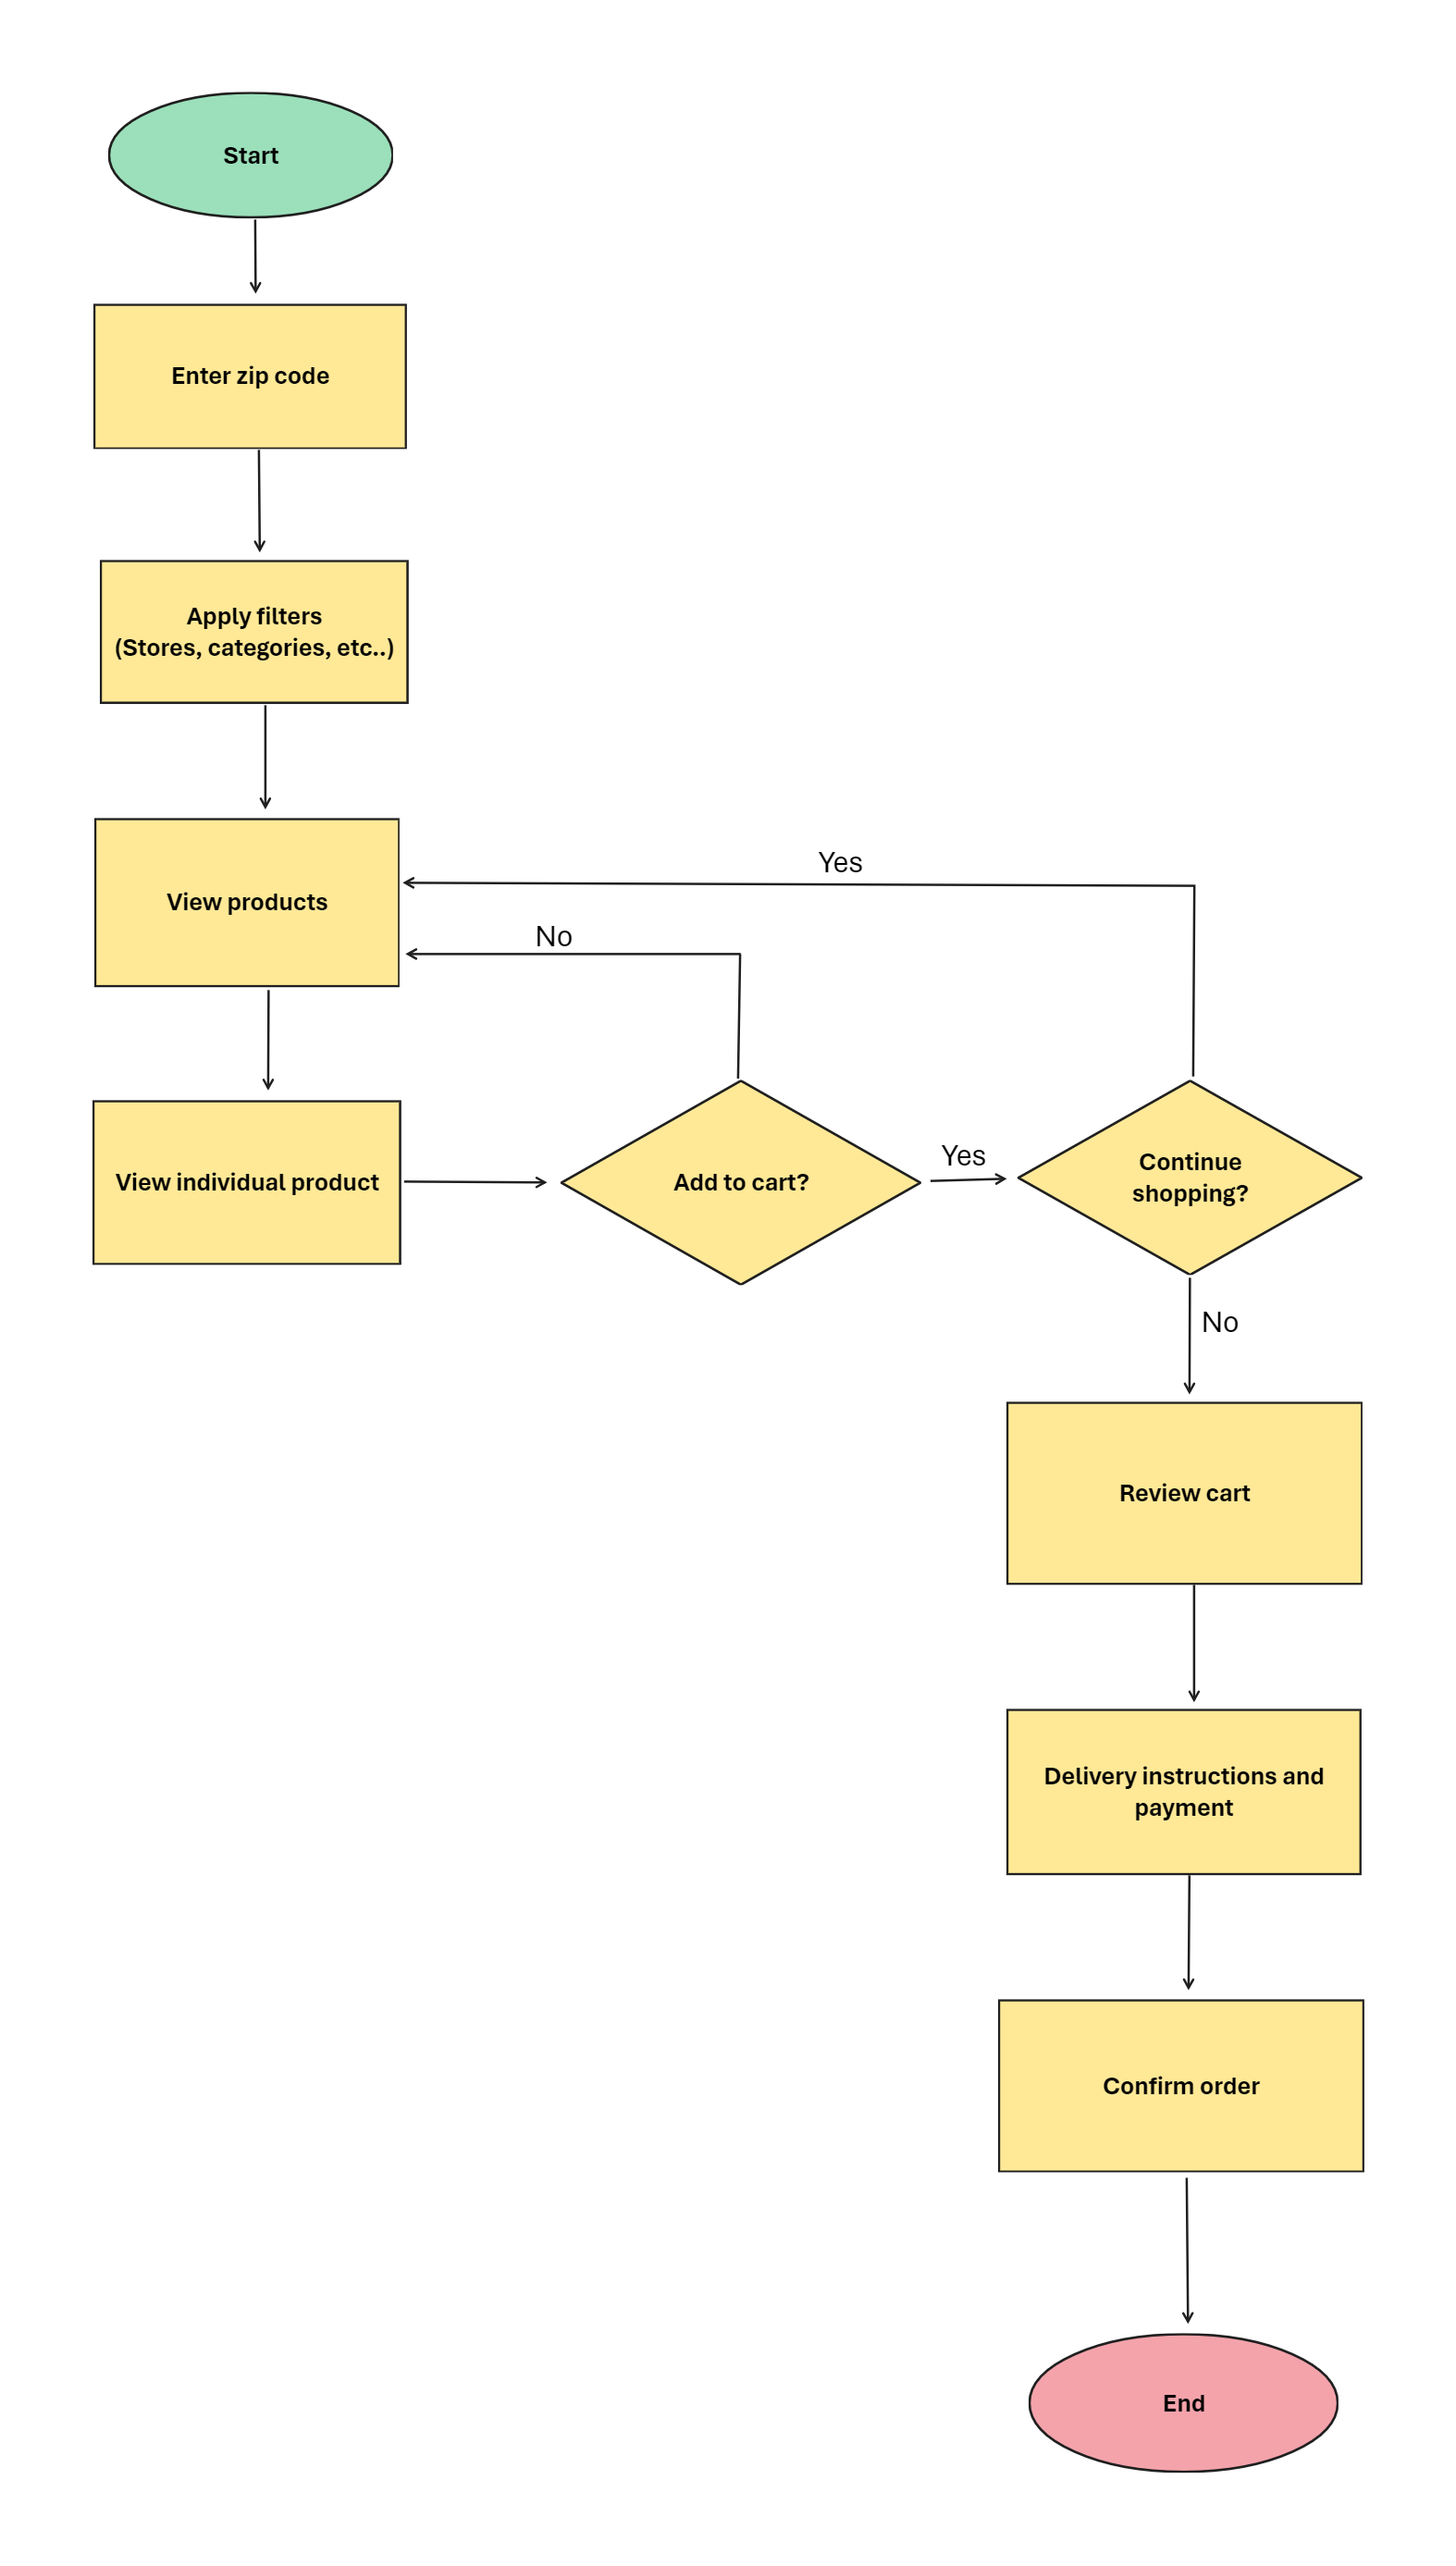 Start
Enter zip code
Apply filters
(Stores, categories, etc..)
View products
Yes
No
View individual product
Add to cart?
Yes
Continue
shopping?
No
Review cart
Delivery instructions and
payment
Confirm order
End